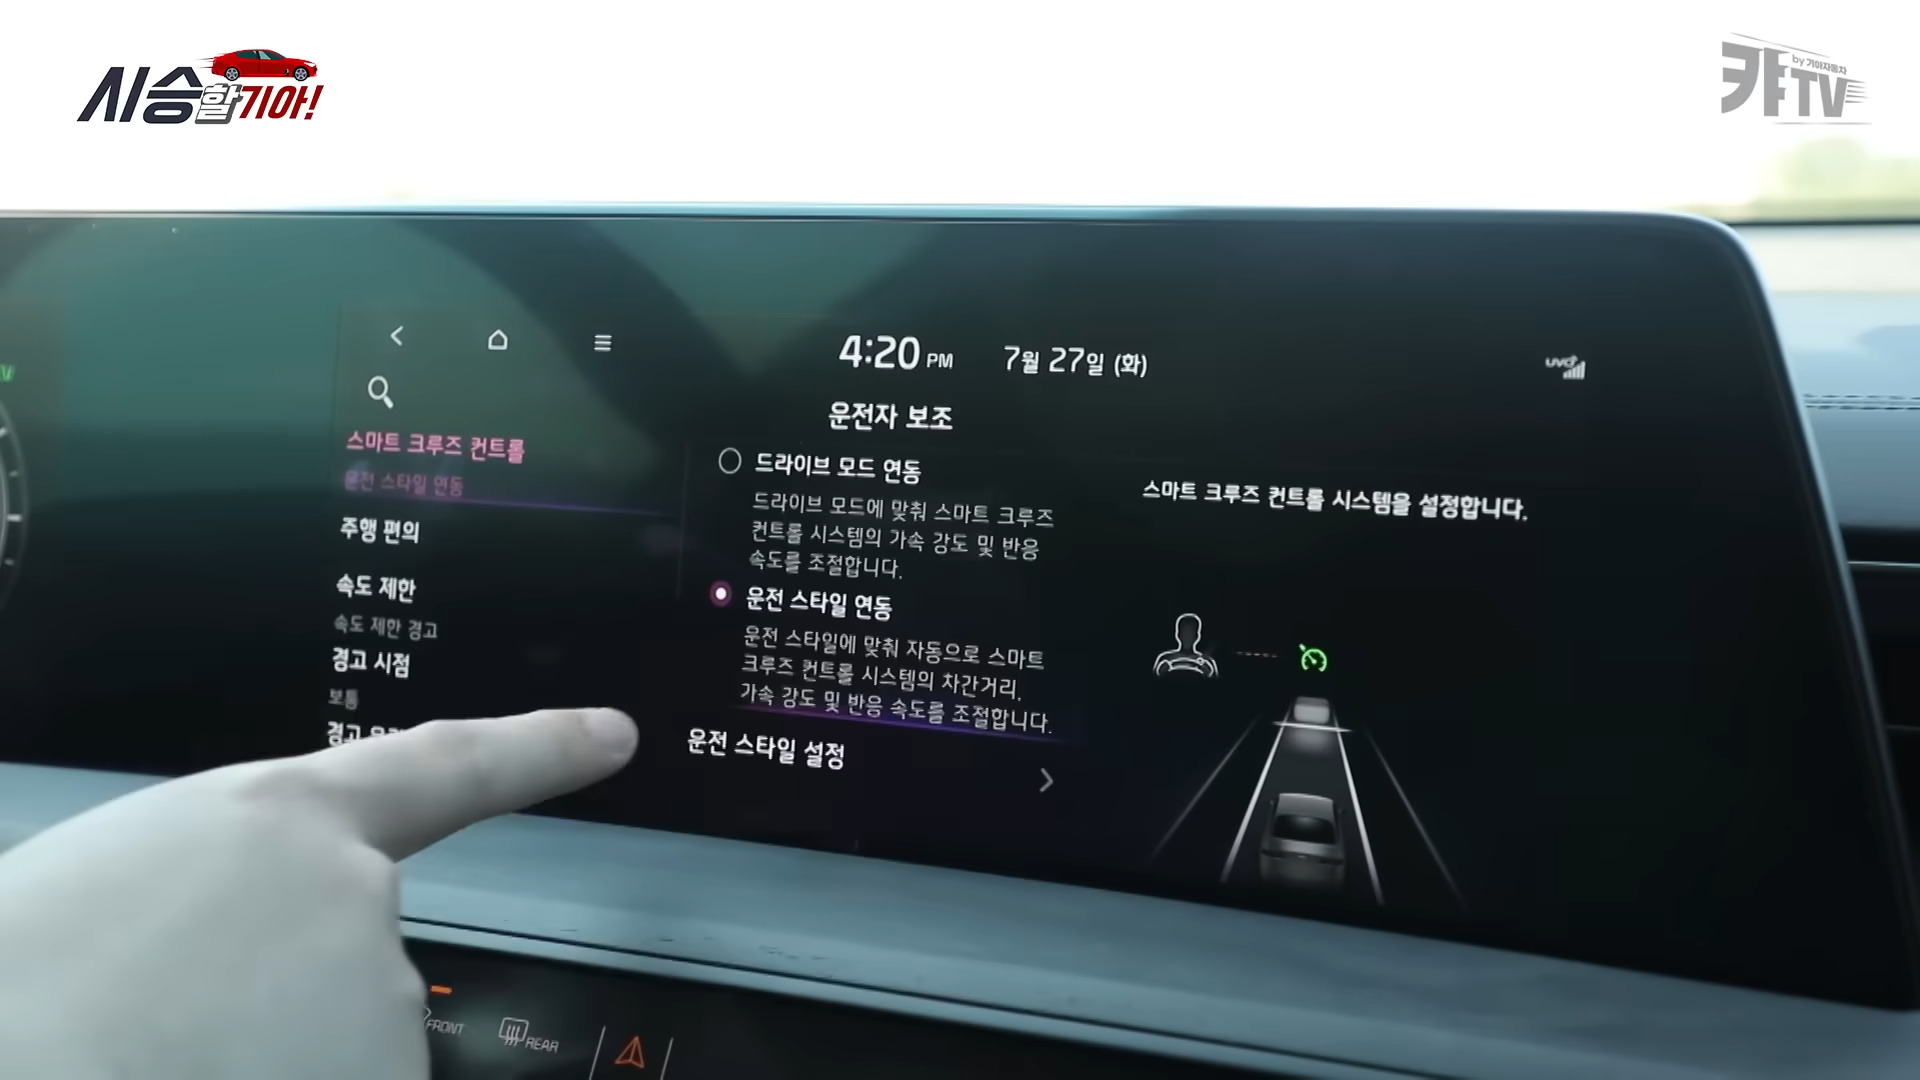 시승할기아!
캬TV
by 기아자동차
4:20 PM 7월 27일 (화)
UVO
운전자 보조
스마트 크루즈 컨트롤
운전 스타일 연동
주행 편의
속도 제한
속도 제한 경고
경고 시점
보통
경고
드라이브 모드 연동
드라이브 모드에 맞춰 스마트 크루즈
컨트롤 시스템의 가속 강도 및 반응
속도를 조절합니다.
운전 스타일 연동
운전 스타일에 맞춰 자동으로 스마트
크루즈 컨트롤 시스템의 차간거리,
가속 강도 및 반응 속도를 조절합니다.
운전 스타일 설정
스마트 크루즈 컨트롤 시스템을 설정합니다.
FRONT
REAR